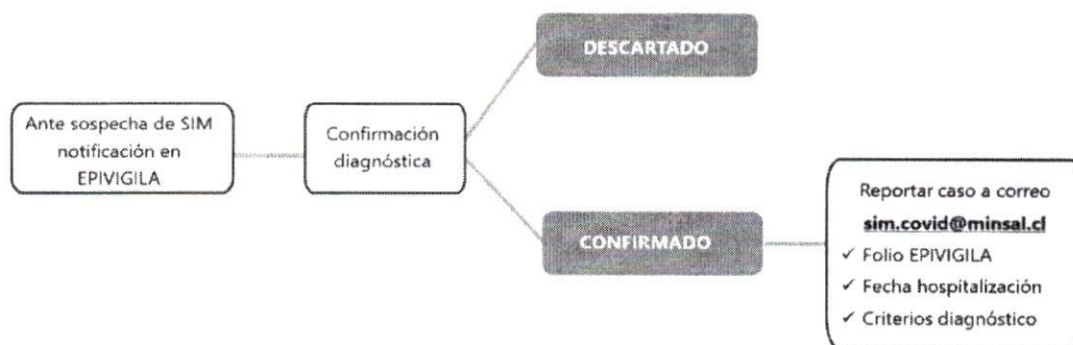 DESCARTADO
Ante sospecha de SIM
notificación en
EPIVIGILA
Confirmación
diagnóstica
CONFIRMADO
Reportar caso a correo
sim.covid@minsal.cl
✓ Folio EPIVIGILA
✓ Fecha hospitalización
✓ Criterios diagnóstico